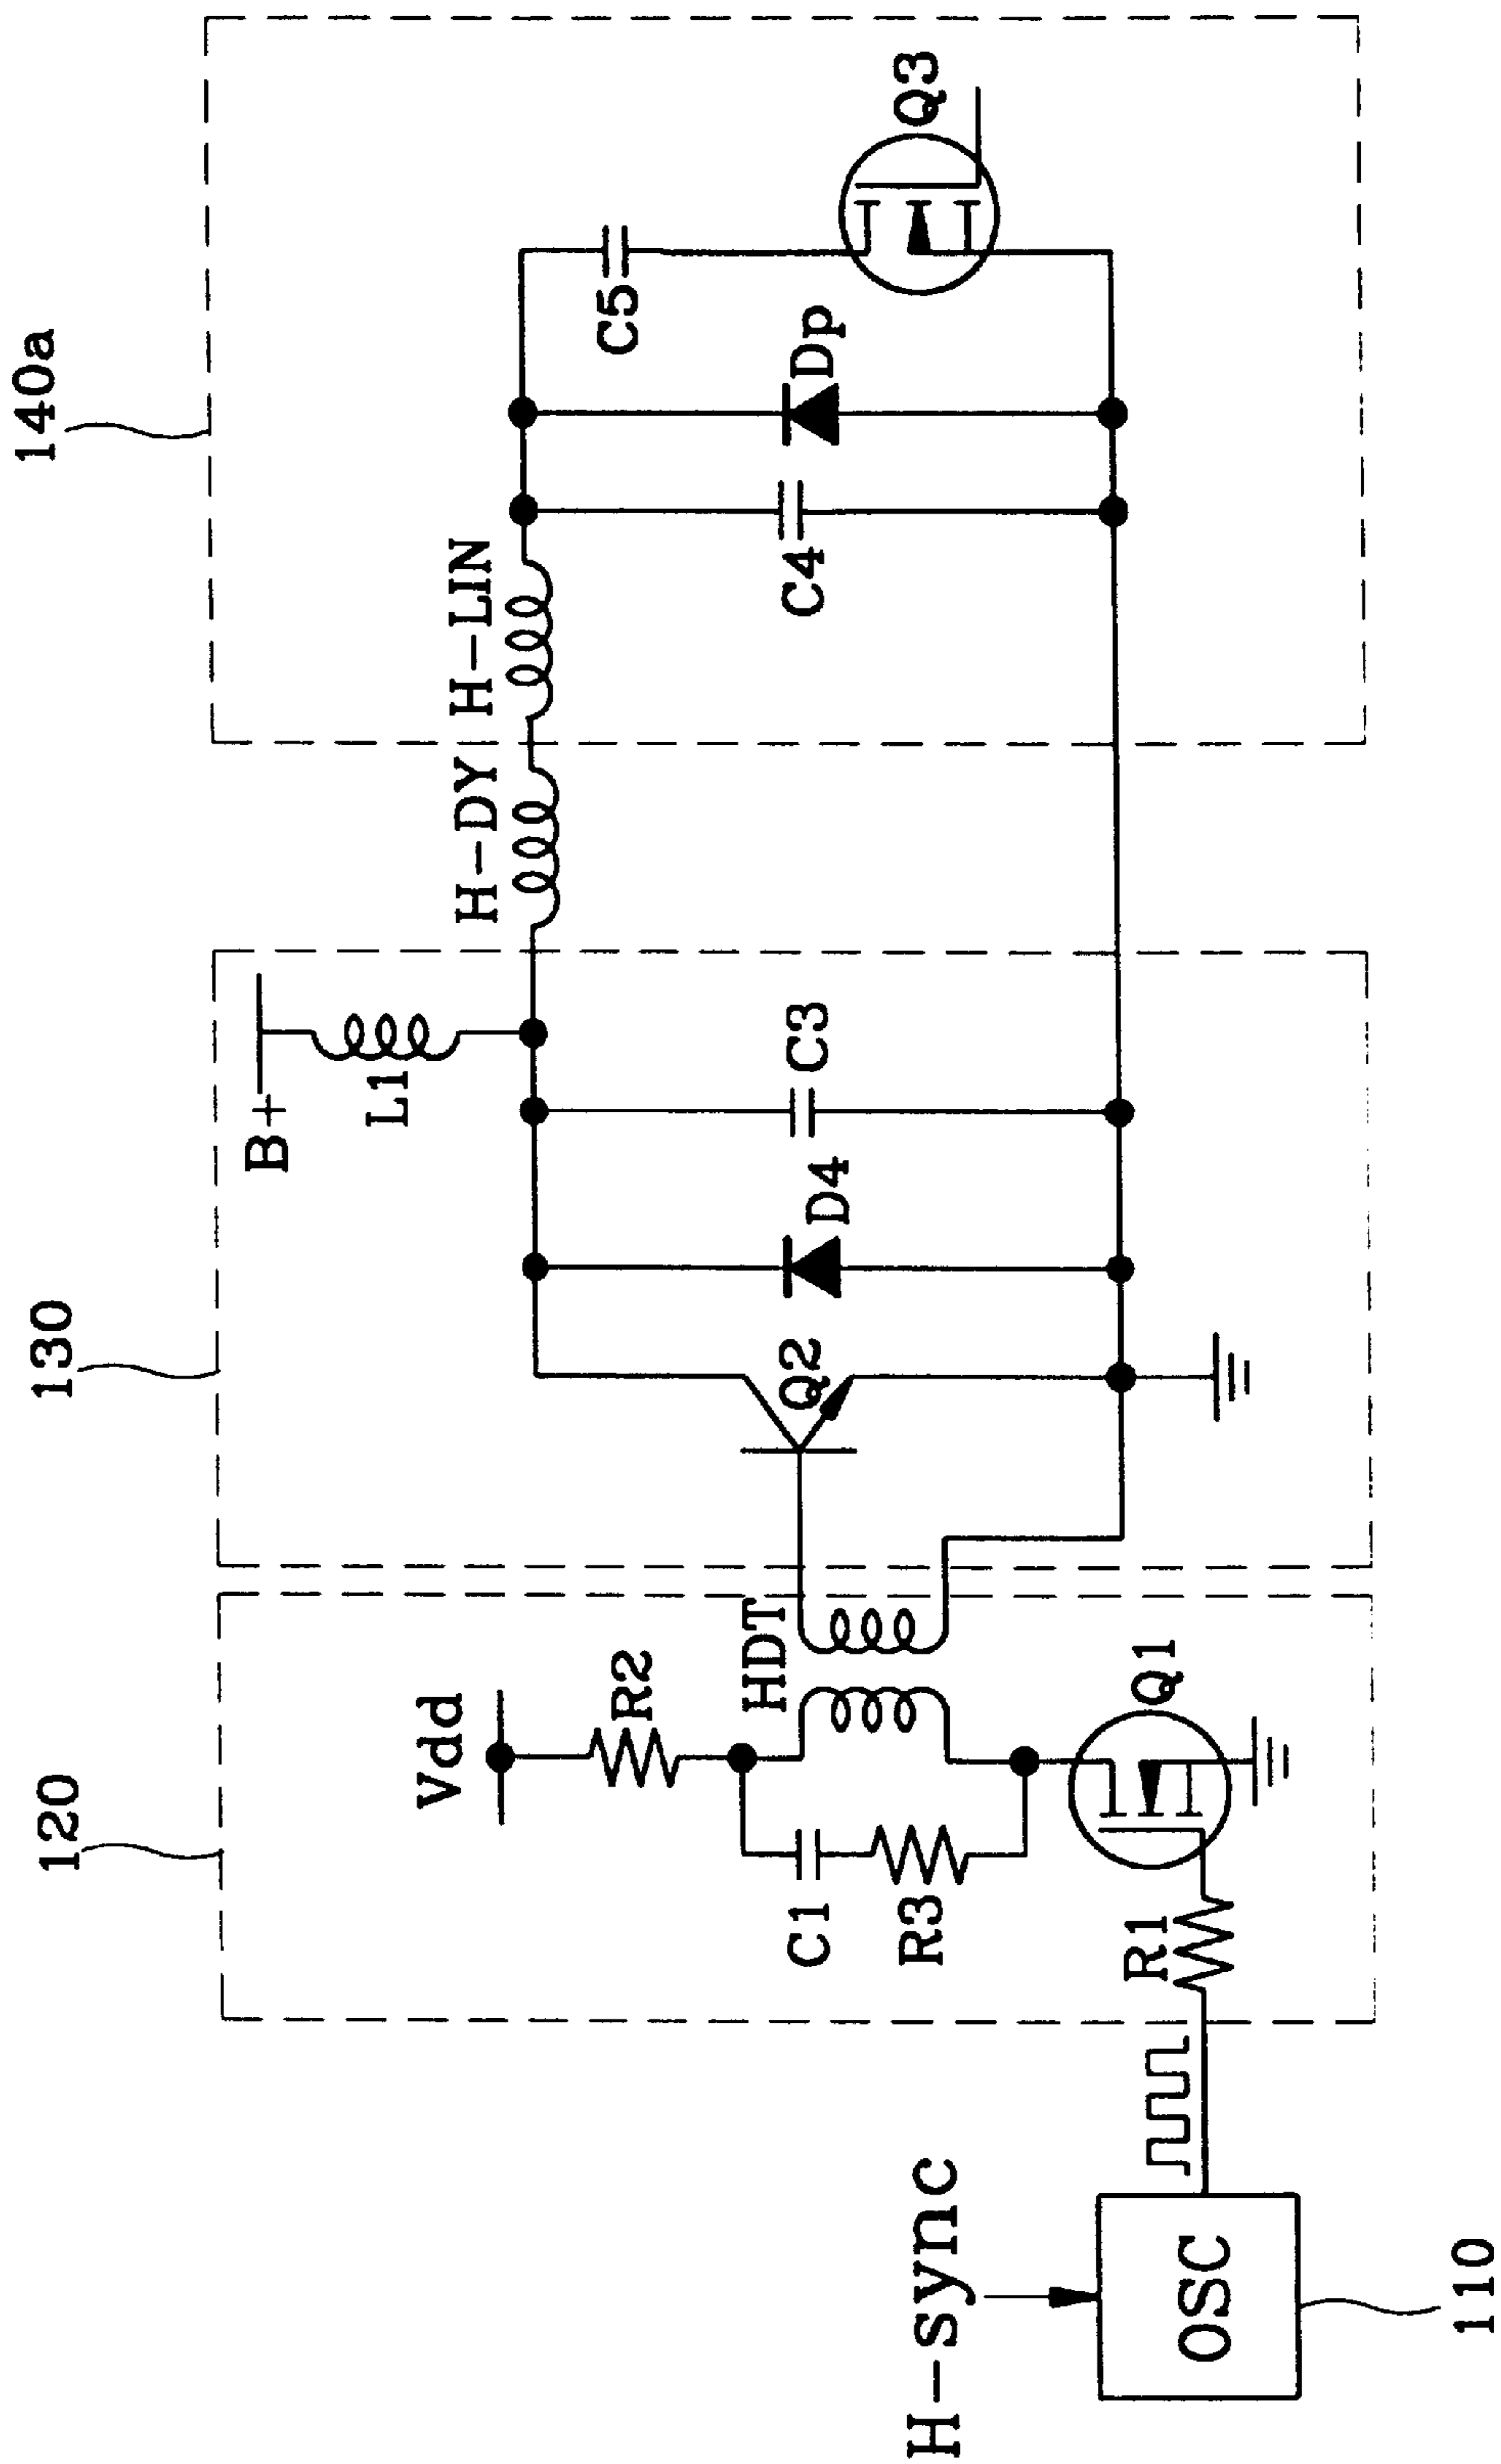 120
130
140a
Vdd
R2
C1
R3
HDT
R1
Q1
H-sync
OSC
110
B+
L1
Q2
D4
C3
H-DY
H-LIN
C4
Dp
C5
Q3